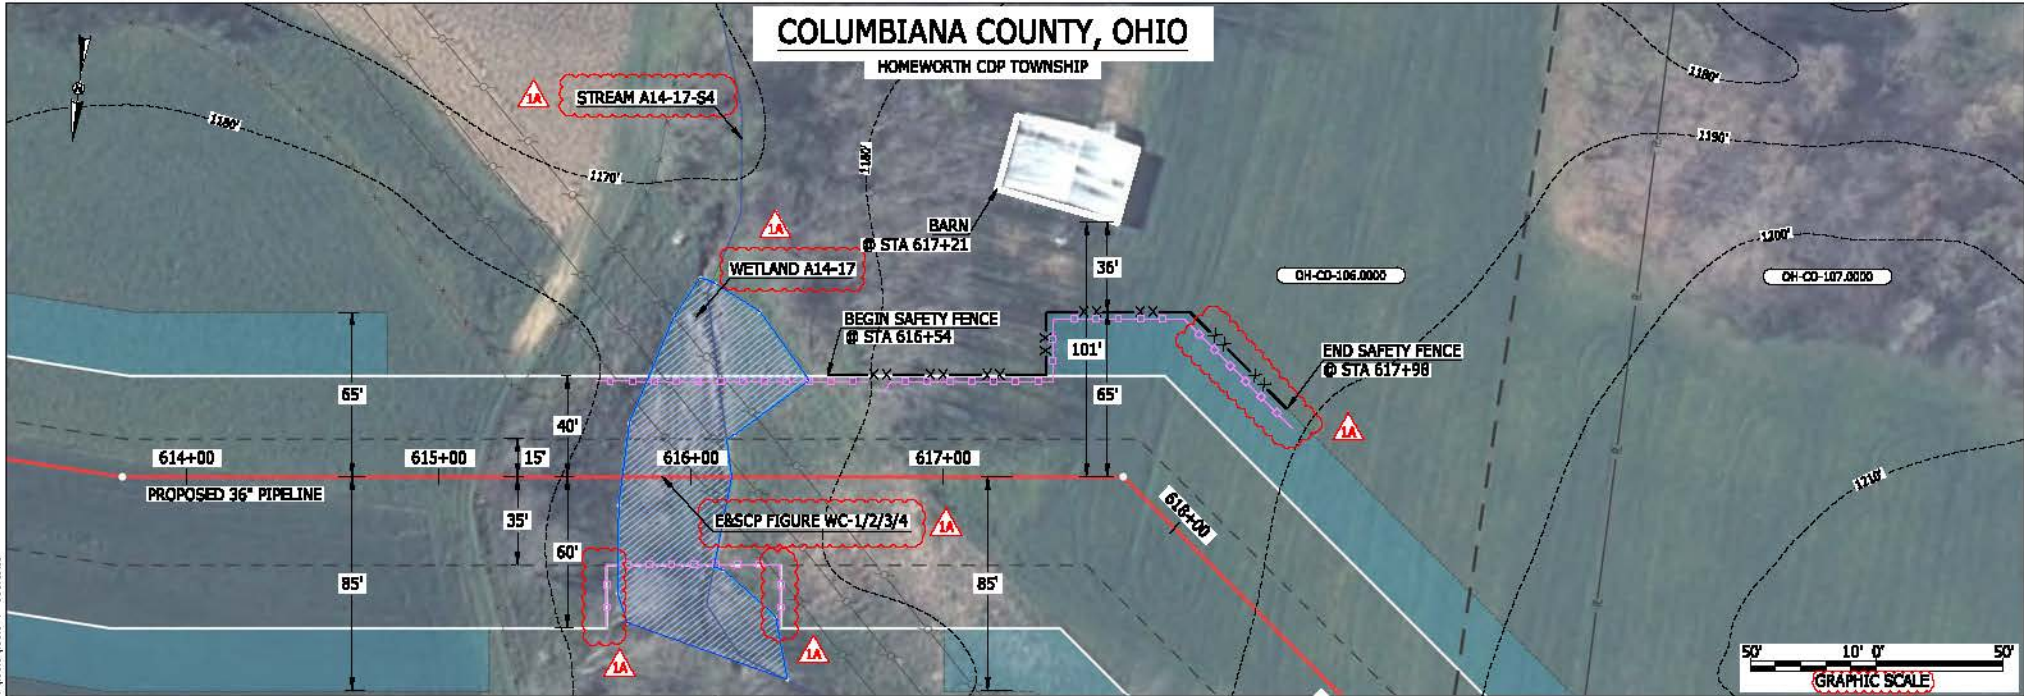 COLUMBIANA COUNTY, OHIO
HOMEWORTH CDP TOWNSHIP
N
1A
STREAM A14-17-S4
1180'
1170'
1180'
1180'
1190'
1200'
1210'
1A
WETLAND A14-17
BARN
@ STA 617+21
36'
OH-CO-106.0000
OH-CO-107.0000
BEGIN SAFETY FENCE
@ STA 616+54
101'
END SAFETY FENCE
@ STA 617+98
1A
65'
40'
65'
614+00
615+00
15'
616+00
617+00
618+00
PROPOSED 36" PIPELINE
35'
E&SCP FIGURE WC-1/2/3/4
1A
60'
85'
85'
1A
1A
50'
10'
0'
50'
GRAPHIC SCALE